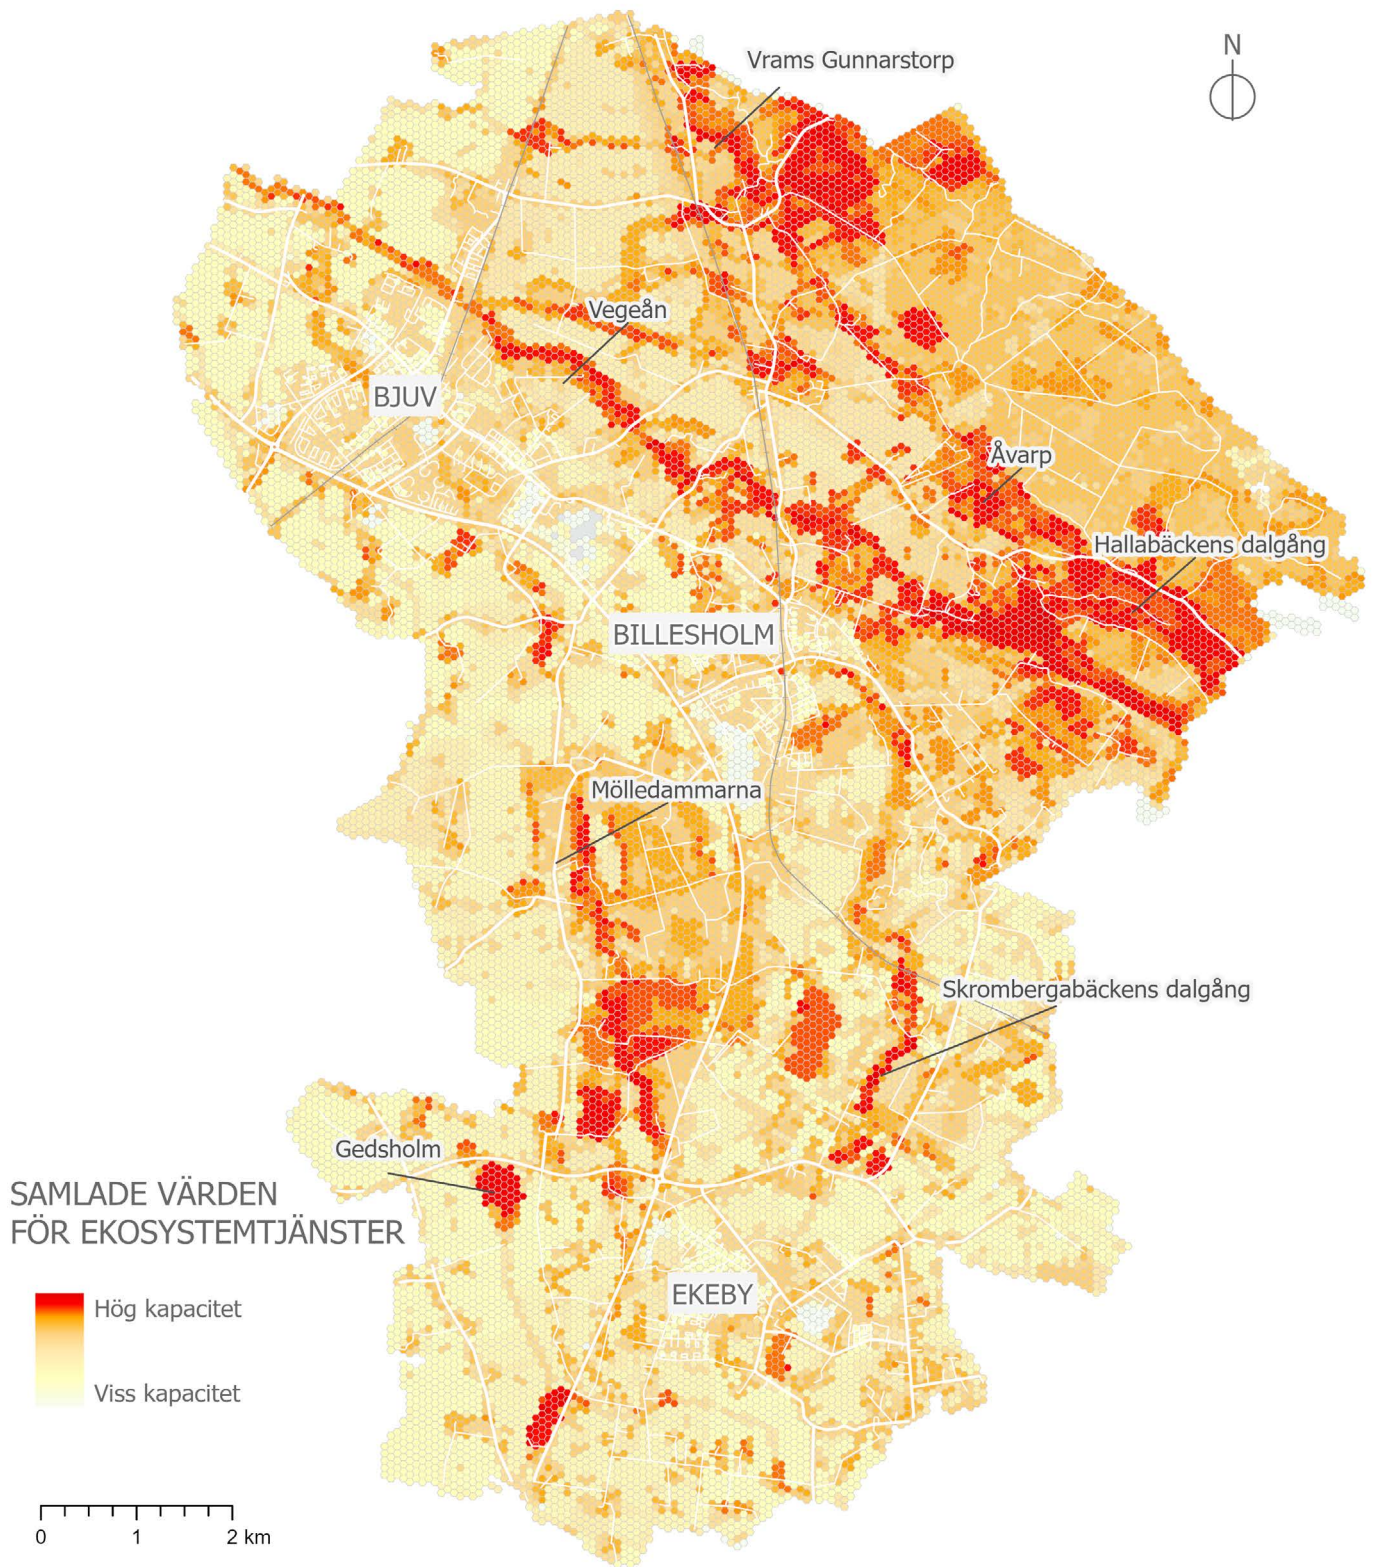 N
Vrams Gunnarstorp
Vegeån
BJUV
Åvarp
Hallabäckens dalgång
BILLESHOLM
Mölledammarna
Skrombergabäckens dalgång
Gedsholm
SAMLADE VÄRDEN
FÖR EKOSYSTEMTJÄNSTER
EKEBY
Hög kapacitet
Viss kapacitet
0 1 2 km